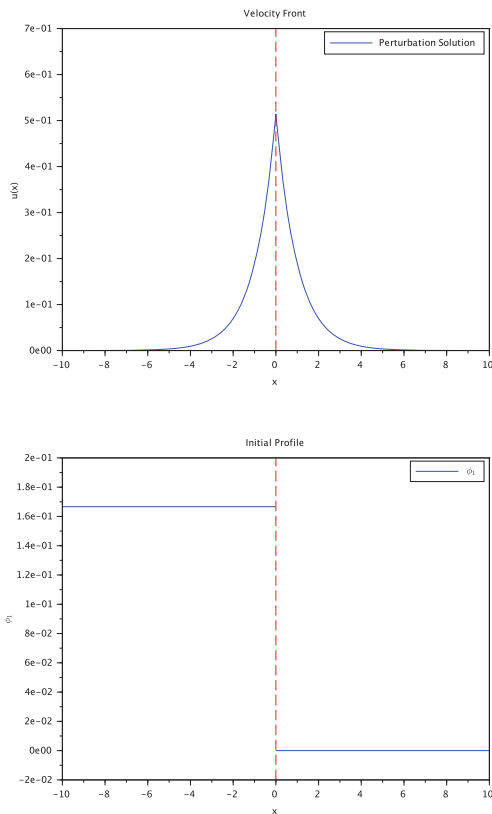 Velocity Front
7e−01
6e−01
5e−01
4e−01
3e−01
2e−01
1e−01
0e00
u(x)
Perturbation Solution
−10 −8 −6 −4 −2 0 2 4 6 8 10
x
Initial Profile
2e−01
1.8e−01
1.6e−01
1.4e−01
1.2e−01
1e−01
8e−02
6e−02
4e−02
2e−02
0e00
−2e−02
ϕ₁
ϕ₁
−10 −8 −6 −4 −2 0 2 4 6 8 10
x